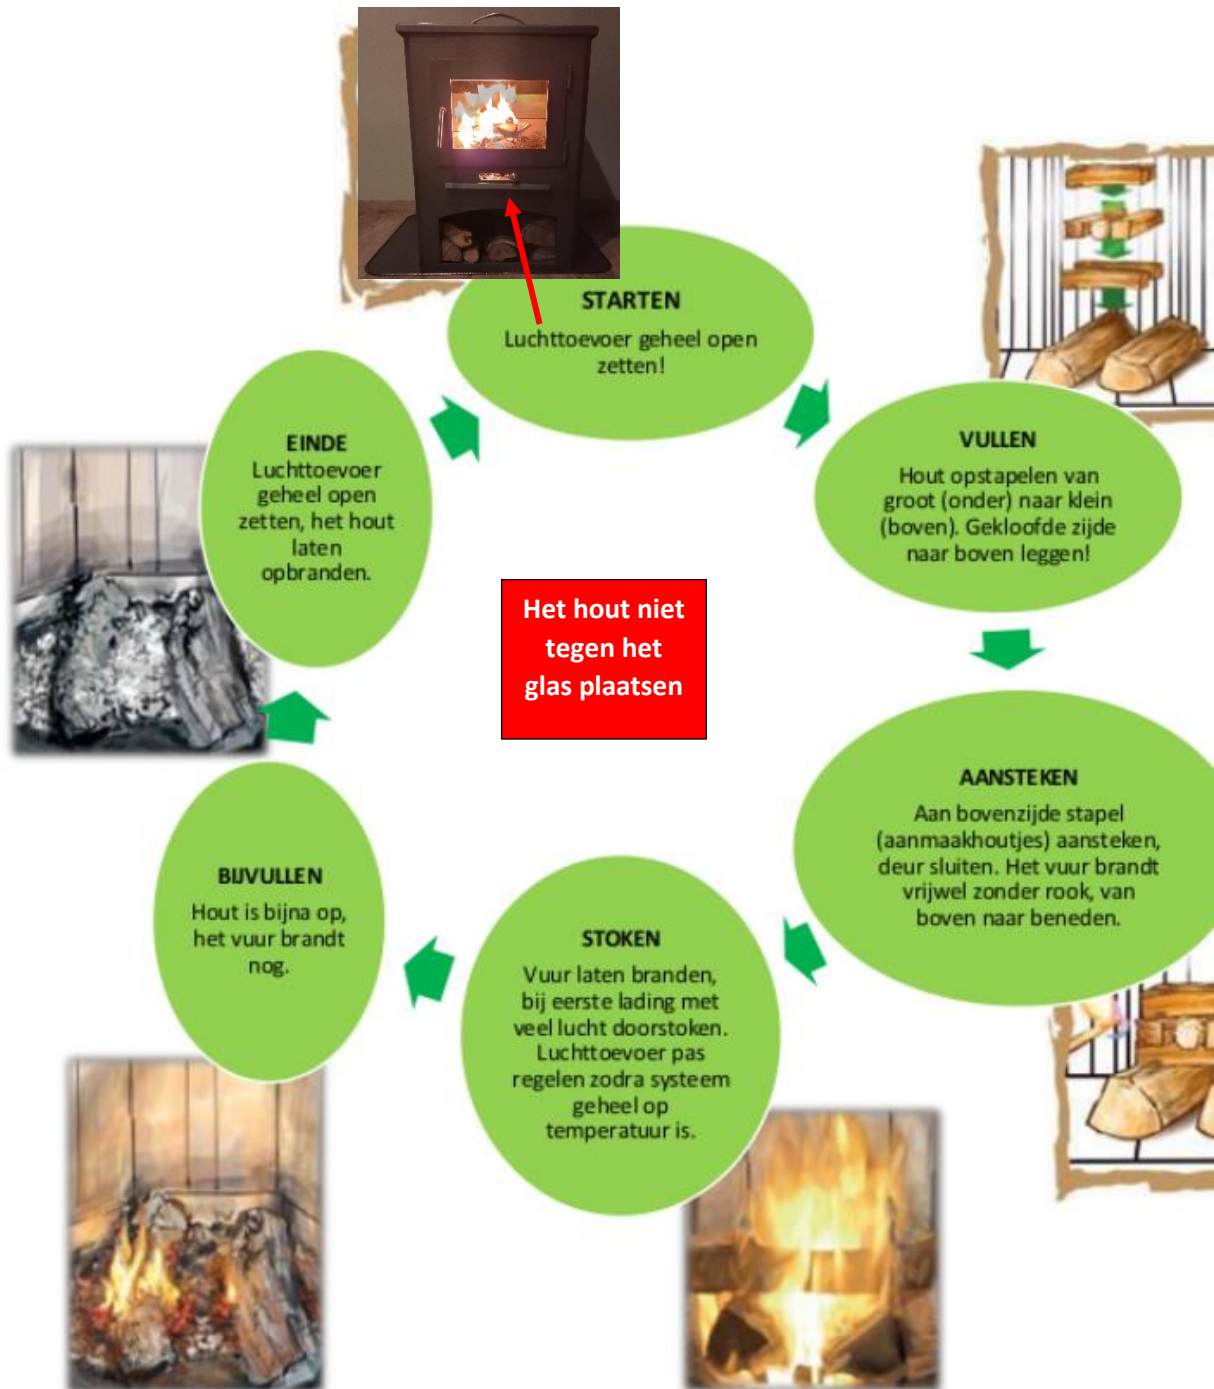 STARTEN
Luchttoevoer geheel open
zetten!
VULLEN
Hout opstapelen van
groot (onder) naar klein
(boven). Gekloofde zijde
naar boven leggen!
AANSTEKEN
Aan bovenzijde stapel
(aanmaakhoutjes) aansteken,
deur sluiten. Het vuur brandt
vrijwel zonder rook, van
boven naar beneden.
STOKEN
Vuur laten branden,
bij eerste lading met
veel lucht doorstoken.
Luchttoevoer pas
regelen zodra systeem
geheel op
temperatuur is.
BIJVULLEN
Hout is bijna op,
het vuur brandt
nog.
EINDE
Luchttoevoer
geheel open
zetten, het hout
laten
opbranden.
Het hout niet
tegen het
glas plaatsen